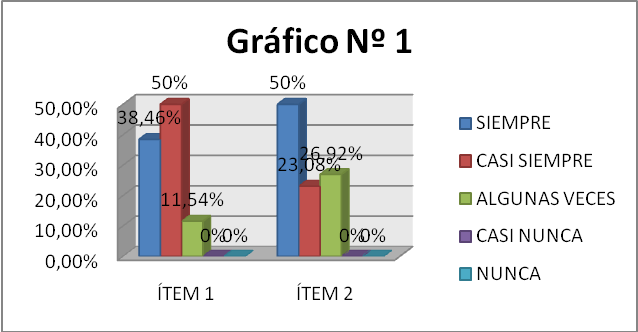 Gráfico Nº 1
50%
50%
50,00%
40,00%
30,00%
20,00%
10,00%
0,00%
38,46%
11,54%
0%
0%
23,08%
26,92%
0%
0%
ÍTEM 1
ÍTEM 2
SIEMPRE
CASI SIEMPRE
ALGUNAS VECES
CASI NUNCA
NUNCA